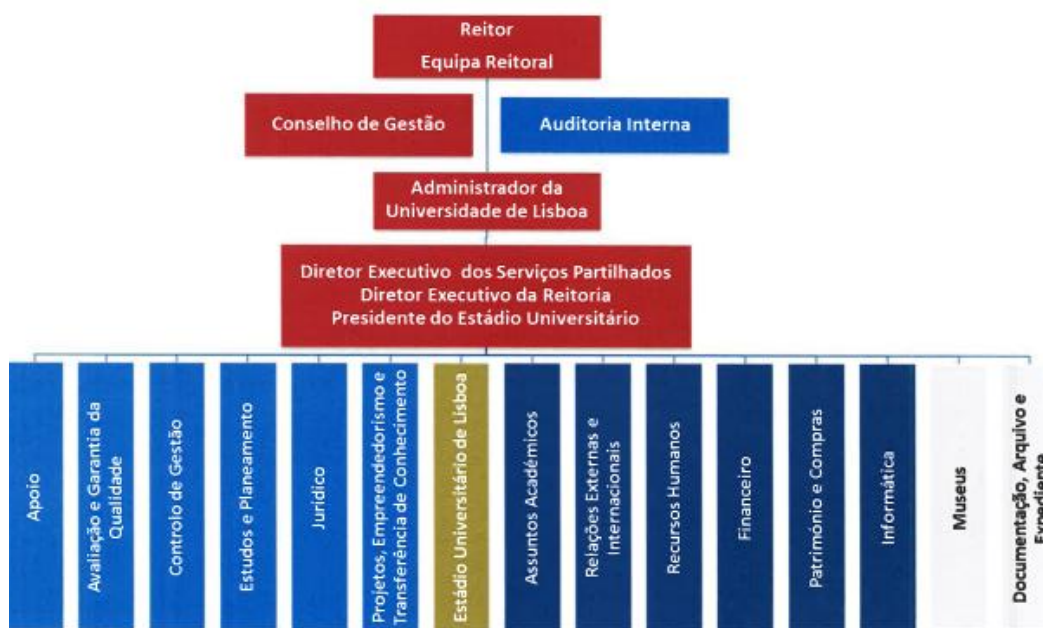 Reitor
Equipa Reitoral
Conselho de Gestão
Auditoria Interna
Administrador da
Universidade de Lisboa
Diretor Executivo dos Serviços Partilhados
Diretor Executivo da Reitoria
Presidente do Estádio Universitário
Apoio
Avaliação e Garantia da
Qualidade
Controlo de Gestão
Estudos e Planeamento
Jurídico
Projetos, Empreendedorismo e
Transferência de Conhecimento
Estádio Universitário de Lisboa
Assuntos Académicos
Relações Externas e
Internacionais
Recursos Humanos
Financeiro
Património e Compras
Informática
Museus
Documentação, Arquivo e
Expediente